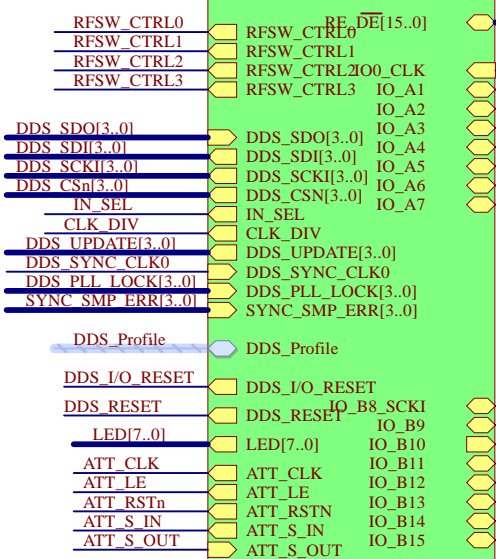 RFSW_CTRL0 RFSW_CTRL0 RE_DE[15..0]
RFSW_CTRL1 RFSW_CTRL1
RFSW_CTRL2 RFSW_CTRL2 IO0_CLK
RFSW_CTRL3 RFSW_CTRL3 IO_A1
IO_A2
DDS_SDO[3..0] DDS_SDO[3..0] IO_A3
DDS_SDI[3..0] DDS_SDI[3..0] IO_A4
DDS_SCKI[3..0] DDS_SCKI[3..0] IO_A5
DDS_CSn[3..0] DDS_CSN[3..0] IO_A6
IN_SEL IN_SEL IO_A7
CLK_DIV CLK_DIV
DDS_UPDATE[3..0] DDS_UPDATE[3..0]
DDS_SYNC_CLK0 DDS_SYNC_CLK0
DDS_PLL_LOCK[3..0] DDS_PLL_LOCK[3..0]
SYNC_SMP_ERR[3..0] SYNC_SMP_ERR[3..0]
DDS_Profile DDS_Profile
DDS_I/O_RESET DDS_I/O_RESET
DDS_RESET DDS_RESET IO_B8_SCKI
IO_B9
LED[7..0] LED[7..0] IO_B10
ATT_CLK ATT_CLK IO_B11
ATT_LE ATT_LE IO_B12
ATT_RSTn ATT_RSTN IO_B13
ATT_S_IN ATT_S_IN IO_B14
ATT_S_OUT ATT_S_OUT IO_B15